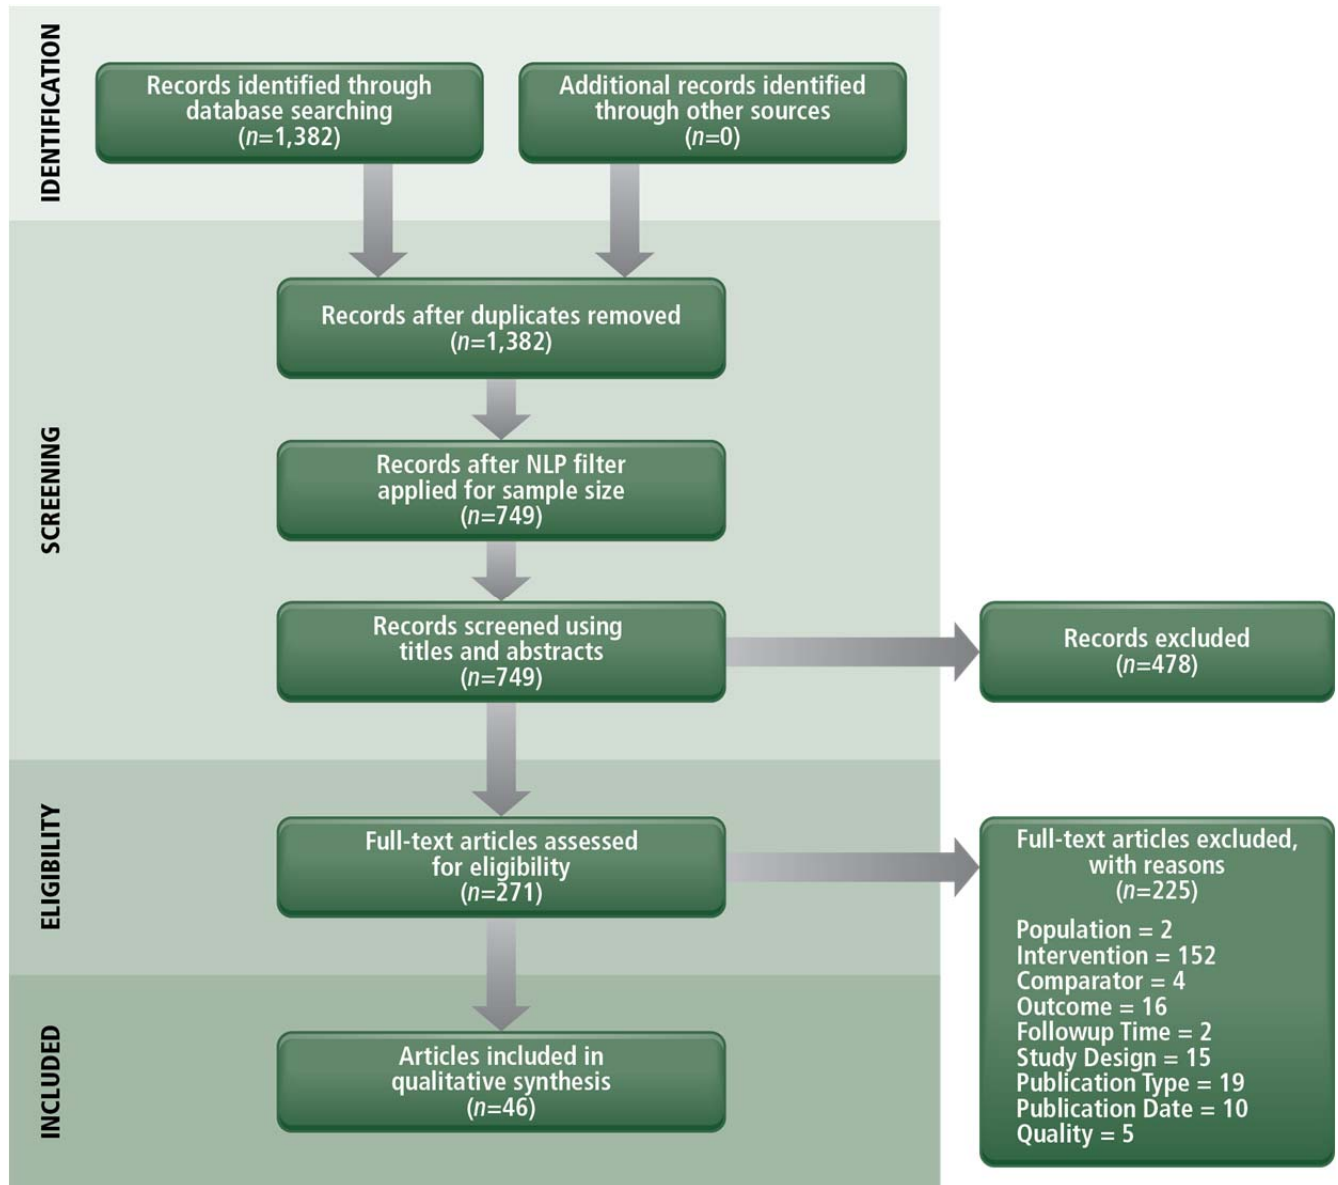 IDENTIFICATION
Records identified through
database searching
(n=1,382)
Additional records identified
through other sources
(n=0)
SCREENING
Records after duplicates removed
(n=1,382)
Records after NLP filter
applied for sample size
(n=749)
Records screened using
titles and abstracts
(n=749)
Records excluded
(n=478)
ELIGIBILITY
Full-text articles assessed
for eligibility
(n=271)
Full-text articles excluded,
with reasons
(n=225)
Population = 2
Intervention = 152
Comparator = 4
Outcome = 16
Followup Time = 2
Study Design = 15
Publication Type = 19
Publication Date = 10
Quality = 5
INCLUDED
Articles included in
qualitative synthesis
(n=46)